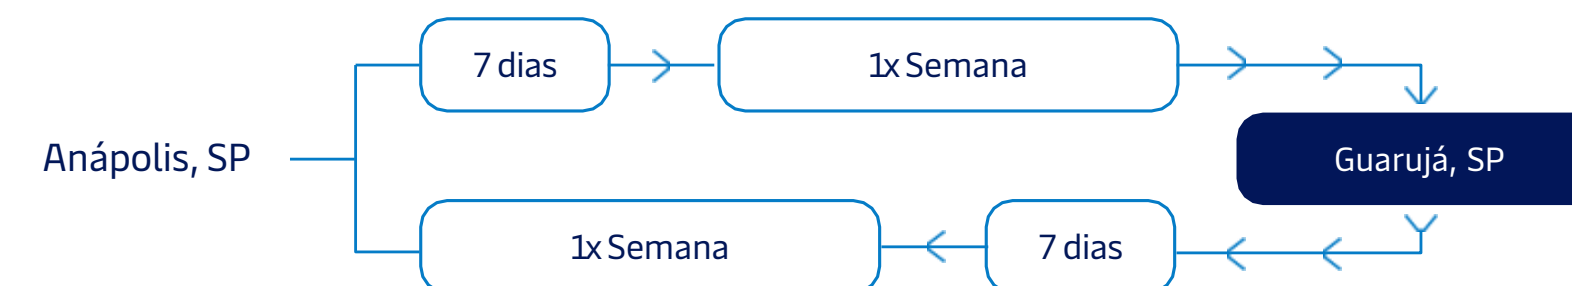 7 dias
1x Semana
Anápolis, SP
Guarujá, SP
1x Semana
7 dias